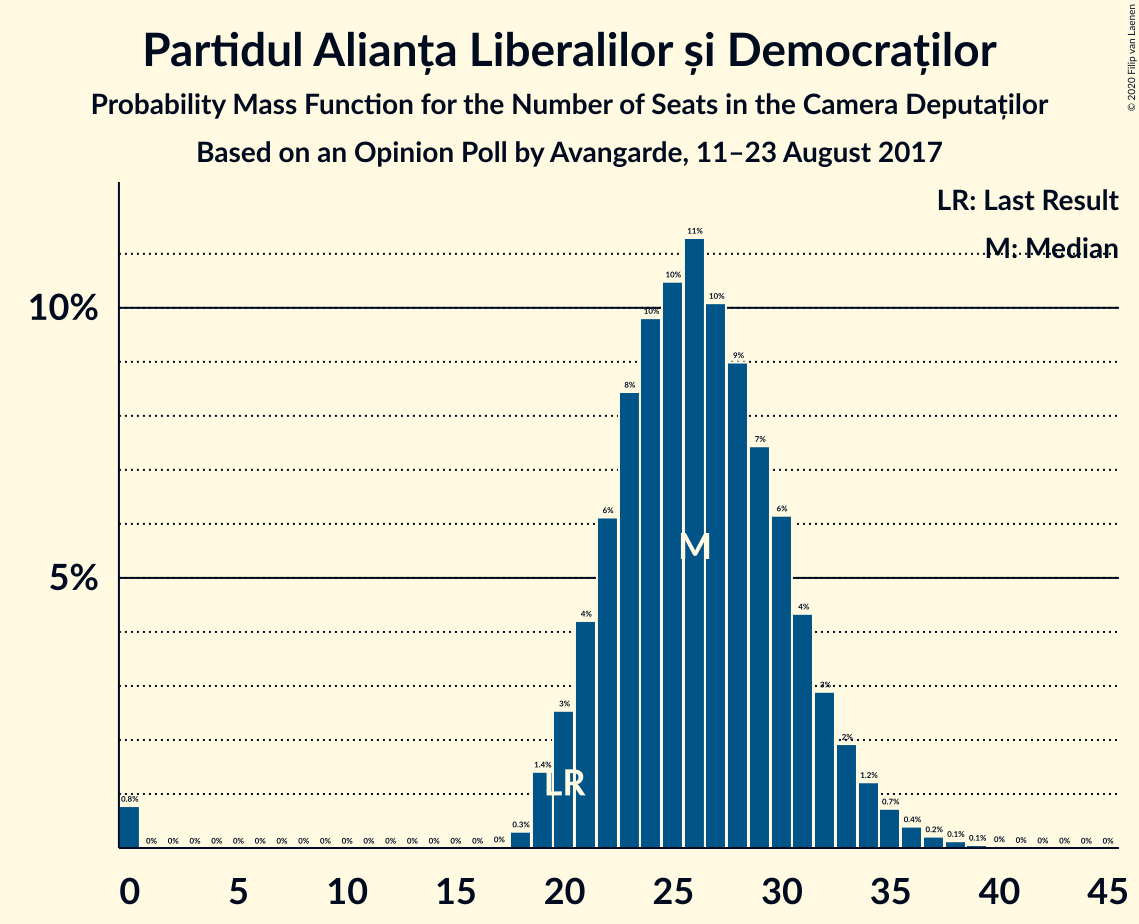 Partidul Alianța Liberalilor și Democraților
Probability Mass Function for the Number of Seats in the Camera Deputaților
Based on an Opinion Poll by Avangarde, 11–23 August 2017
© 2020 Filip van Laenen
LR: Last Result
M: Median
10%
5%
0.8% 0% 0% 0% 0% 0% 0% 0% 0% 0% 0% 0% 0% 0% 0% 0% 0% 0% 0.3% 1.4% 3% 4% 6% 8% 10% 10% 11% 10% 9% 7% 6% 4% 3% 2% 1.2% 0.7% 0.4% 0.2% 0.1% 0.1% 0% 0% 0% 0% 0% 0%
M
LR
0 5 10 15 20 25 30 35 40 45